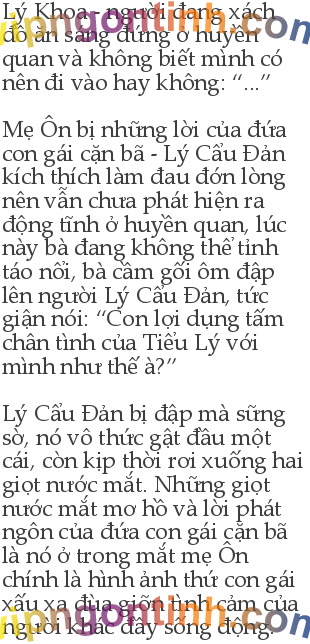 Lý Khoa - người đang xách
đồ ăn sáng đứng ở huyền
quan và không biết mình có
nên đi vào hay không: “...”
Mẹ Ôn bị những lời của đứa
con gái cặn bã - Lý Cẩu Đản
kích thích làm đau đớn lòng
nên vẫn chưa phát hiện ra
động tĩnh ở huyền quan, lúc
này bà đang không thể tỉnh
táo nổi, bà cầm gối ôm đập
lên người Lý Cẩu Đản, tức
giận nói: “Con lợi dụng tấm
chân tình của Tiểu Lý với
mình như thế à?”
Lý Cẩu Đản bị đập mà sững
sờ, nó vô thức gật đầu một
cái, còn kịp thời rơi xuống hai
giọt nước mắt. Những giọt
nước mắt mơ hồ và lời phát
ngôn của đứa con gái cặn bã
là nó ở trong mắt mẹ Ôn
chính là hình ảnh thứ con gái
xấu xa đùa giỡn tình cảm của
người khác đầy sống động.
vipngontinh.com
vipngontinh.com